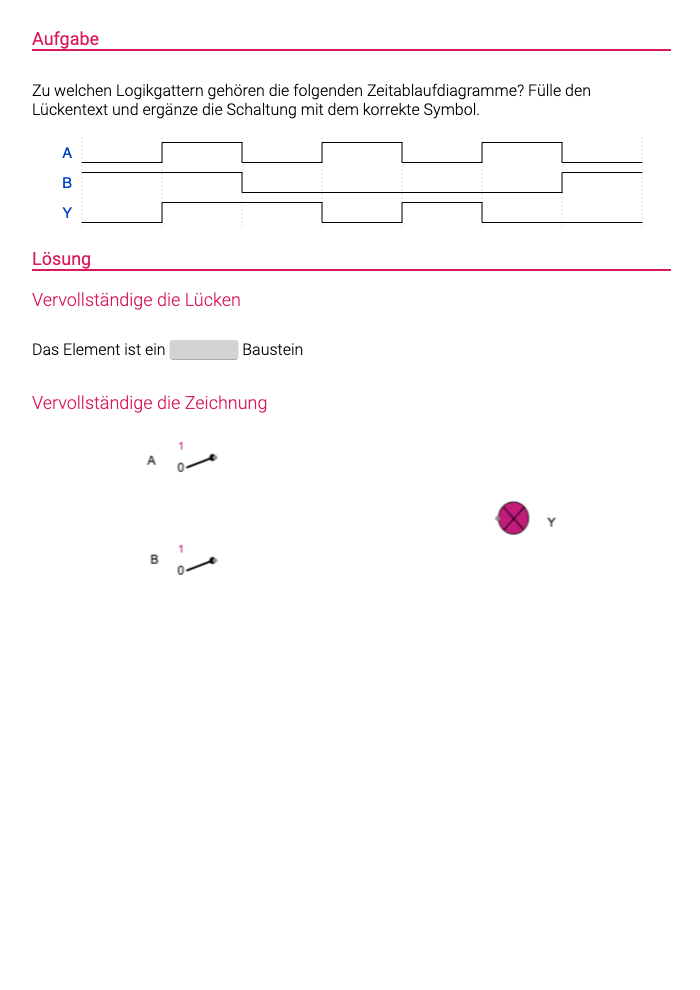 Aufgabe
Zu welchen Logikgattern gehören die folgenden Zeitablaufdiagramme? Fülle den
Lückentext und ergänze die Schaltung mit dem korrekte Symbol.
A
B
Y
Lösung
Vervollständige die Lücken
Das Element ist ein Baustein
Vervollständige die Zeichnung
1
A 0
Y
1
B 0